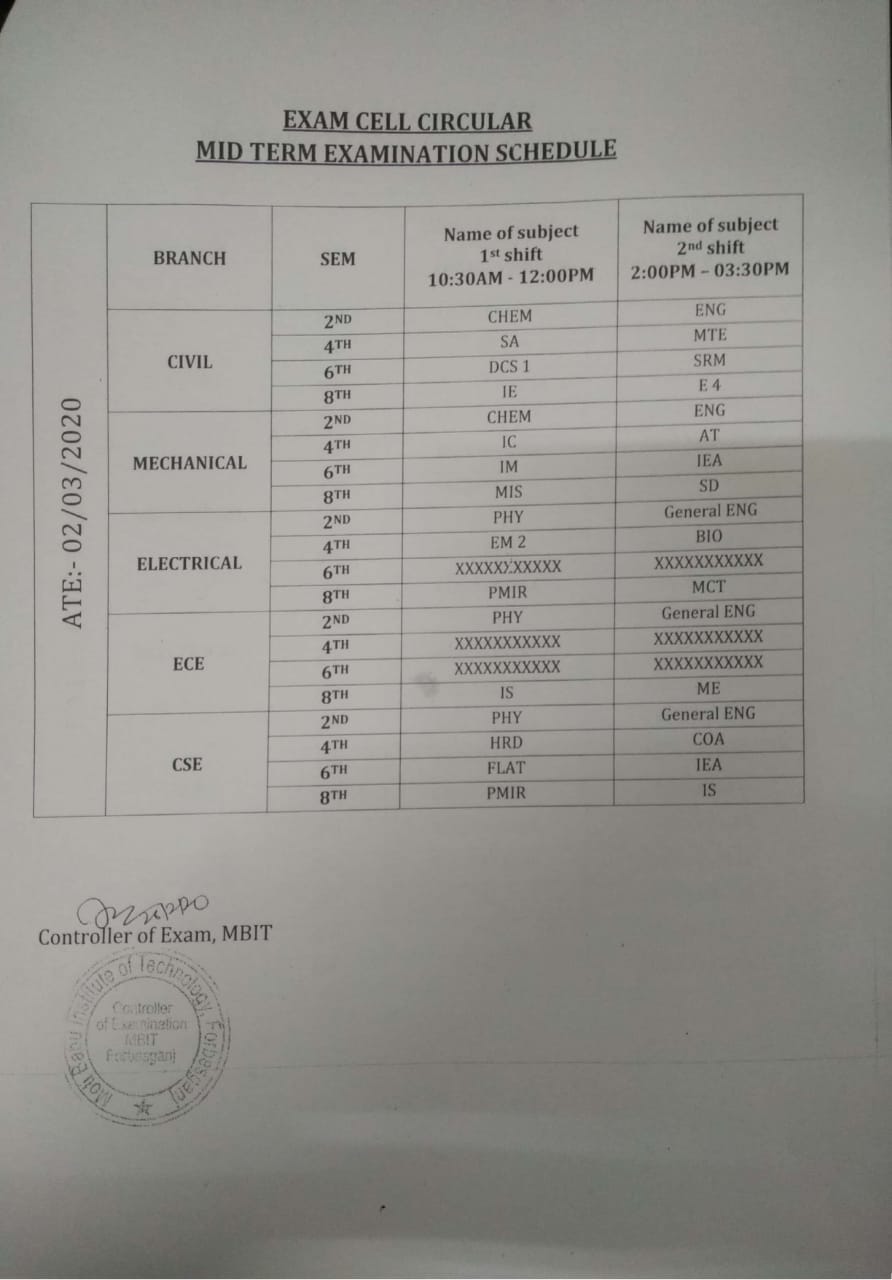 EXAM CELL CIRCULAR
MID TERM EXAMINATION SCHEDULE
ATE:- 02/03/2020
BRANCH SEM Name of subject 1st shift 10:30AM - 12:00PM Name of subject 2nd shift 2:00PM – 03:30PM
CIVIL
2ND CHEM ENG
4TH SA MTE
6TH DCS 1 SRM
8TH IE E 4
MECHANICAL
2ND CHEM ENG
4TH IC AT
6TH IM IEA
8TH MIS SD
ELECTRICAL
2ND PHY General ENG
4TH EM 2 BIO
6TH XXXXXXXXXXX XXXXXXXXXXX
8TH PMIR MCT
ECE
2ND PHY General ENG
4TH XXXXXXXXXXX XXXXXXXXXXX
6TH XXXXXXXXXXX XXXXXXXXXXX
8TH IS ME
CSE
2ND PHY General ENG
4TH HRD COA
6TH FLAT IEA
8TH PMIR IS
Controller of Exam, MBIT
Moti Babu Institute of Technology, Forbesganj
Controller
of Examination
MBIT
Forbesganj